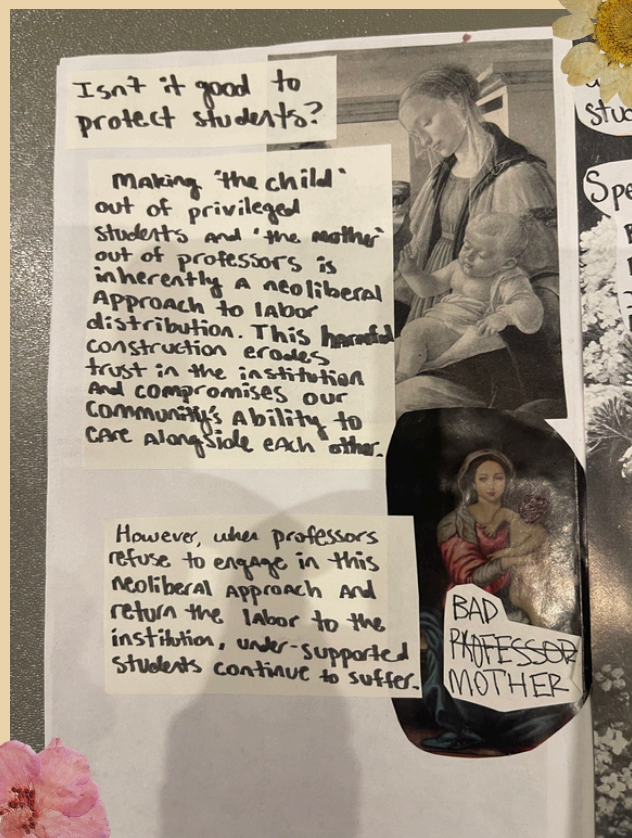 Isn't it good to
protect students?
Making "the child"
out of privileged
students and "the mother"
out of professors is
inherently a neoliberal
Approach to labor
distribution. This harmful
construction erodes
trust in the institution
and compromises our
community's Ability to
care alongside each other.
However, when professors
refuse to engage in this
neoliberal Approach and
return the labor to the
institution, under-supported
students continue to suffer.
BAD
PROFESSOR
MOTHER
Stud
Spe